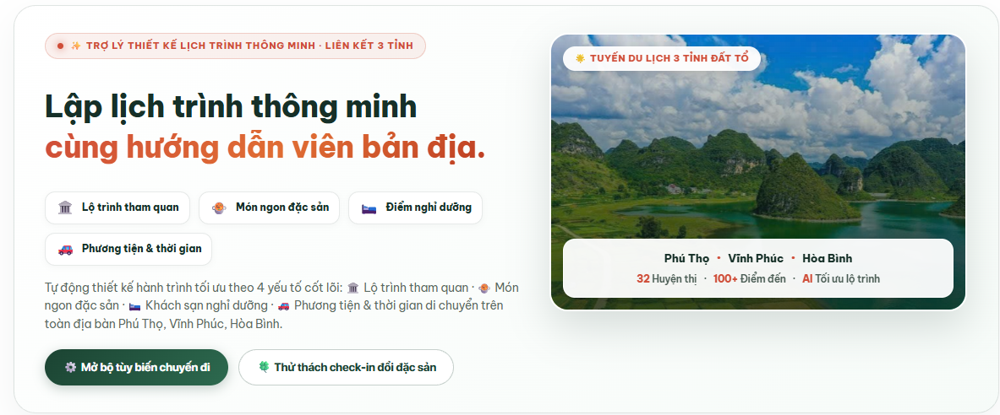 TRỢ LÝ THIẾT KẾ LỊCH TRÌNH THÔNG MINH · LIÊN KẾT 3 TỈNH
Lập lịch trình thông minh
cùng hướng dẫn viên bản địa.
Lộ trình tham quan
Món ngon đặc sản
Điểm nghỉ dưỡng
Phương tiện & thời gian
Tự động thiết kế hành trình tối ưu theo 4 yếu tố cốt lõi: 🏛️ Lộ trình tham quan · 🍲 Món
ngon đặc sản · 🛏️ Khách sạn nghỉ dưỡng · 🚗 Phương tiện & thời gian di chuyển trên
toàn địa bàn Phú Thọ, Vĩnh Phúc, Hòa Bình.
Mở bộ tùy biến chuyến đi
Thử thách check-in đổi đặc sản
TUYẾN DU LỊCH 3 TỈNH ĐẤT TỔ
Phú Thọ • Vĩnh Phúc • Hòa Bình
32 Huyện thị · 100+ Điểm đến · AI Tối ưu lộ trình